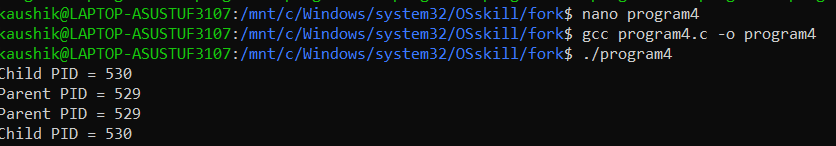 kaushik@LAPTOP-ASUSTUF3107:/mnt/c/Windows/system32/OSskill/fork$ nano program4
kaushik@LAPTOP-ASUSTUF3107:/mnt/c/Windows/system32/OSskill/fork$ gcc program4.c -o program4
kaushik@LAPTOP-ASUSTUF3107:/mnt/c/Windows/system32/OSskill/fork$ ./program4
Child PID = 530
Parent PID = 529
Parent PID = 529
Child PID = 530